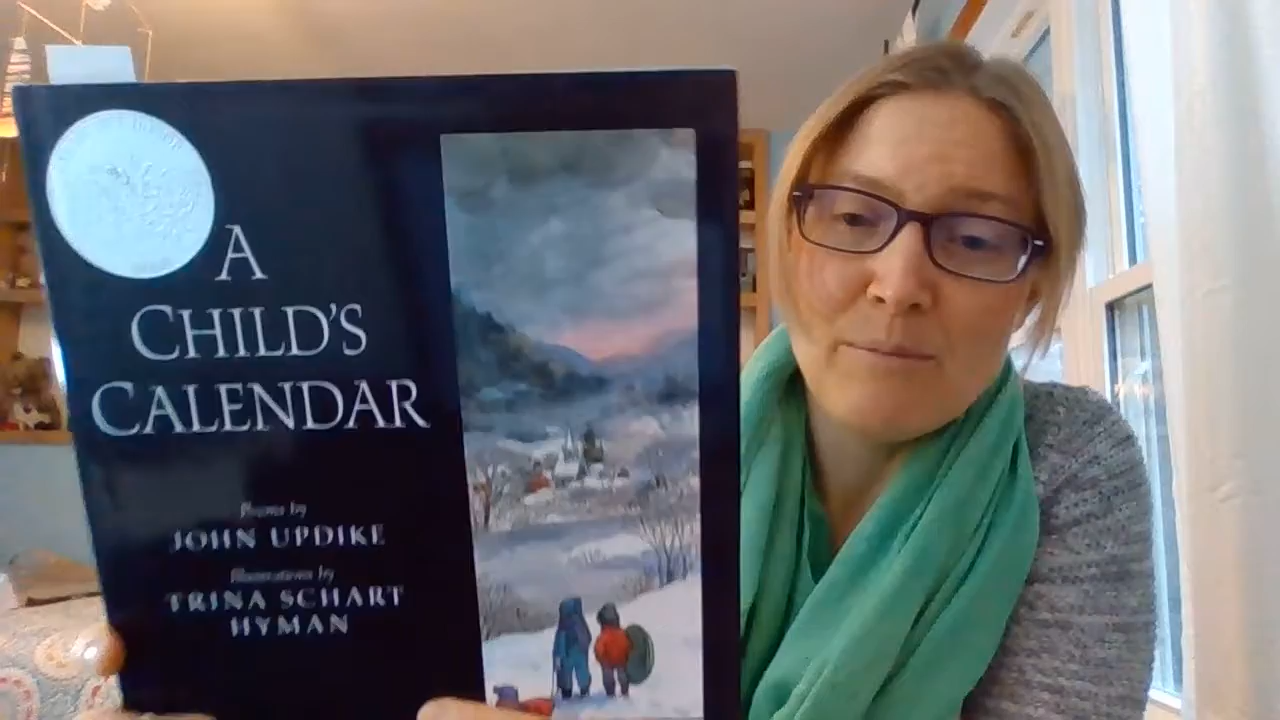 A
CHILD'S
CALENDAR
Poems by
JOHN UPDIKE
Illustrations by
TRINA SCHART
HYMAN